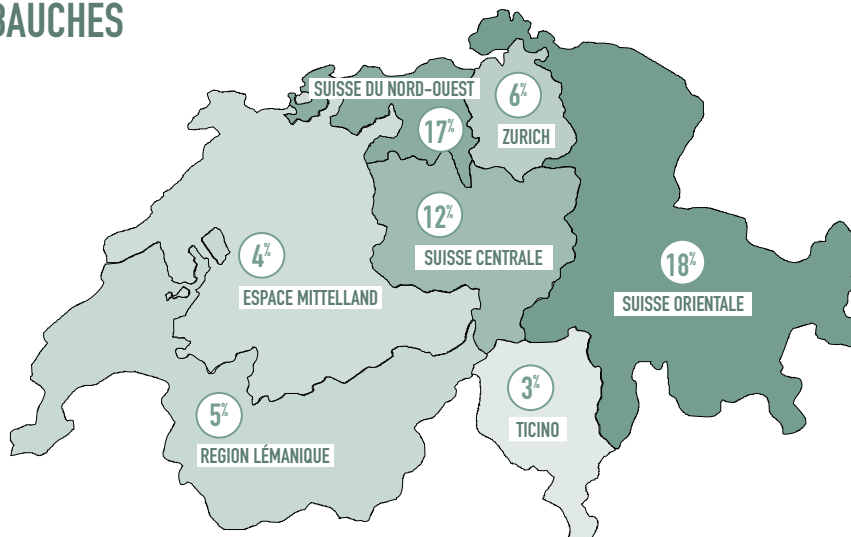 BAUCHES
SUISSE DU NORD-OUEST
17%
6%
ZURICH
12%
SUISSE CENTRALE
4%
ESPACE MITTELLAND
18%
SUISSE ORIENTALE
5%
REGION LÉMANIQUE
3%
TICINO